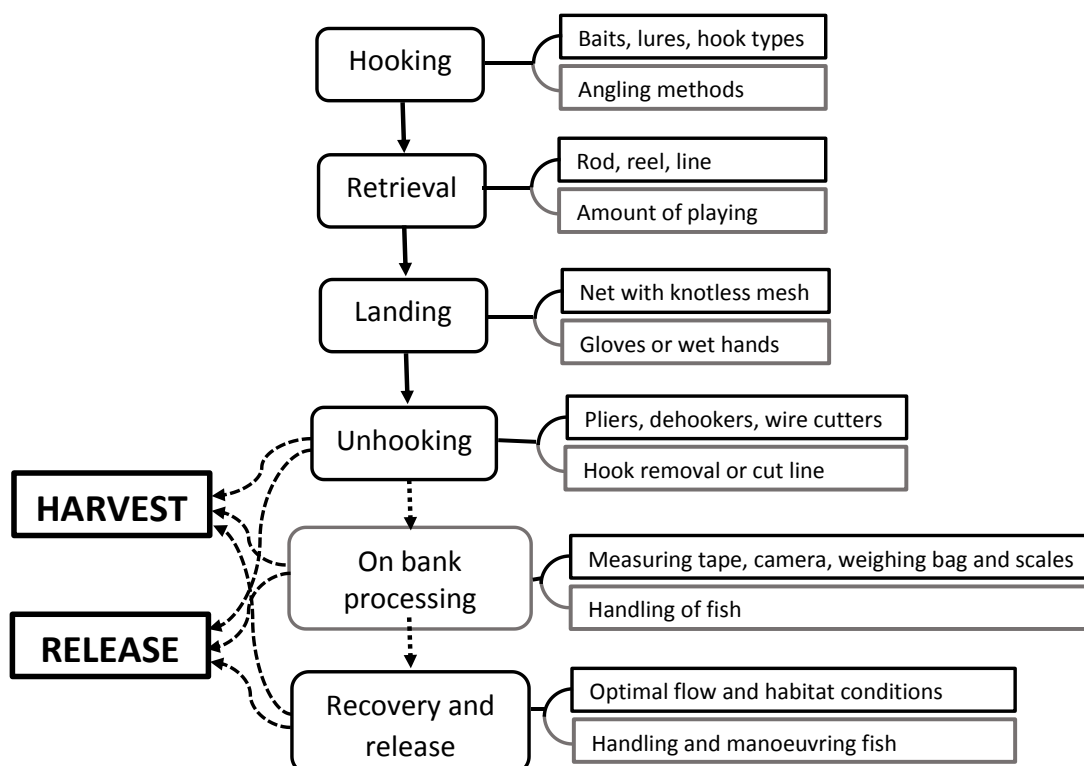 Hooking
Baits, lures, hook types
Angling methods
Retrieval
Rod, reel, line
Amount of playing
Landing
Net with knotless mesh
Gloves or wet hands
Unhooking
Pliers, dehookers, wire cutters
Hook removal or cut line
HARVEST
On bank
processing
Measuring tape, camera, weighing bag and scales
Handling of fish
RELEASE
Recovery and
release
Optimal flow and habitat conditions
Handling and manoeuvring fish